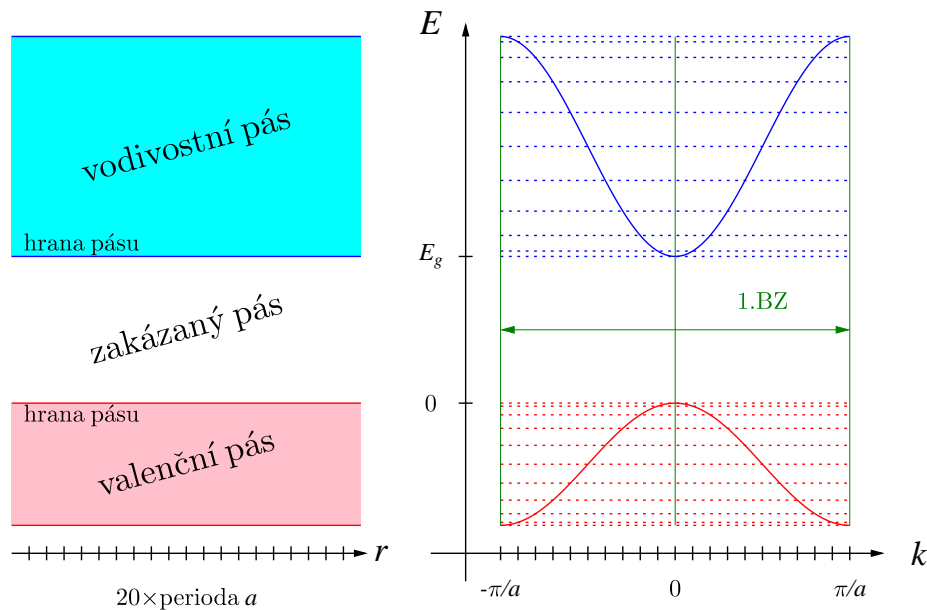 vodivostní pás
hrana pásu
zakázaný pás
hrana pásu
valenční pás
r
20×perioda a
E
E_g
1.BZ
0
k
-π/a
0
π/a